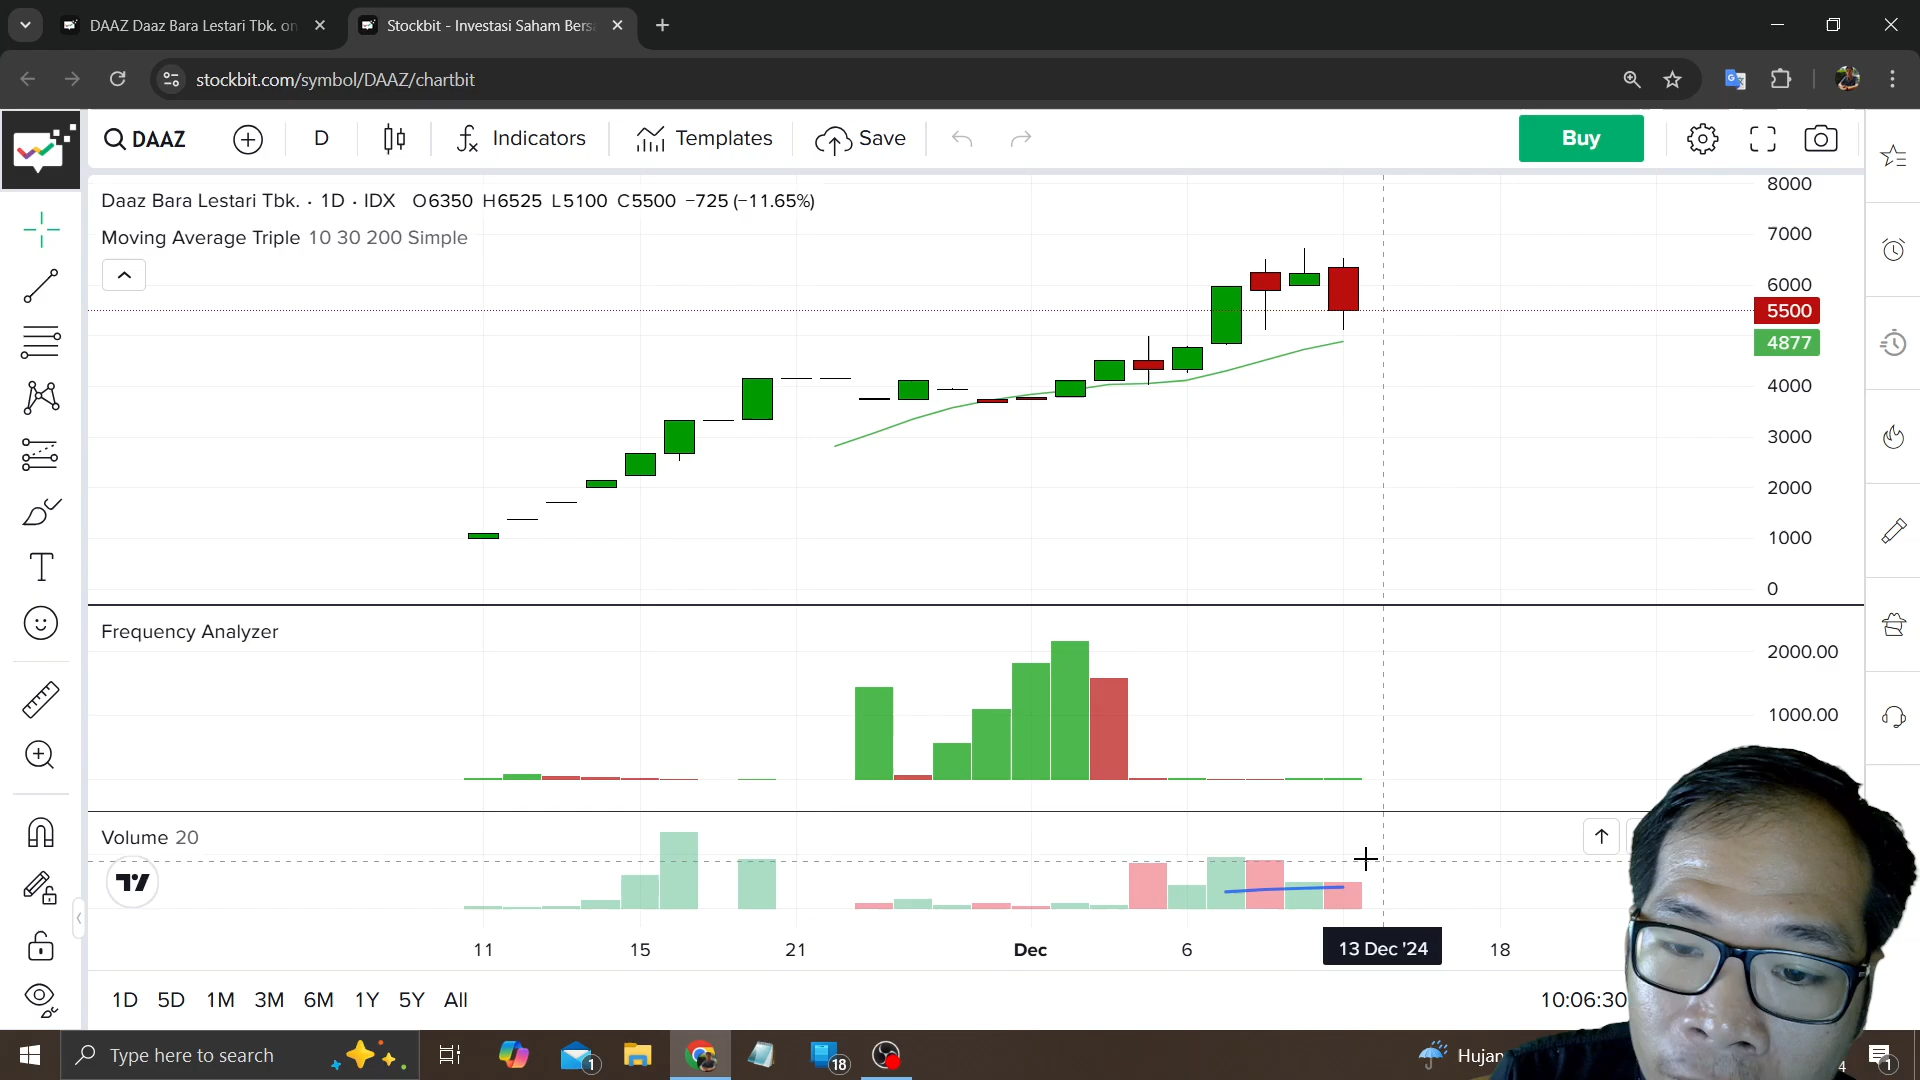 DAAZ Daaz Bara Lestari Tbk. on
Stockbit - Investasi Saham Bers
stockbit.com/symbol/DAAZ/chartbit
DAAZ
D
Indicators
Templates
Save
Buy
Daaz Bara Lestari Tbk. · 1D · IDX O6350 H6525 L5100 C5500 −725 (−11.65%)
Moving Average Triple 10 30 200 Simple
8000
7000
6000
5500
4877
4000
3000
2000
1000
0
Frequency Analyzer
2000.00
1000.00
Volume 20
11
15
21
Dec
6
13 Dec '24
18
1D 5D 1M 3M 6M 1Y 5Y All
10:06:30
Type here to search
1
18
Hujan
4
1